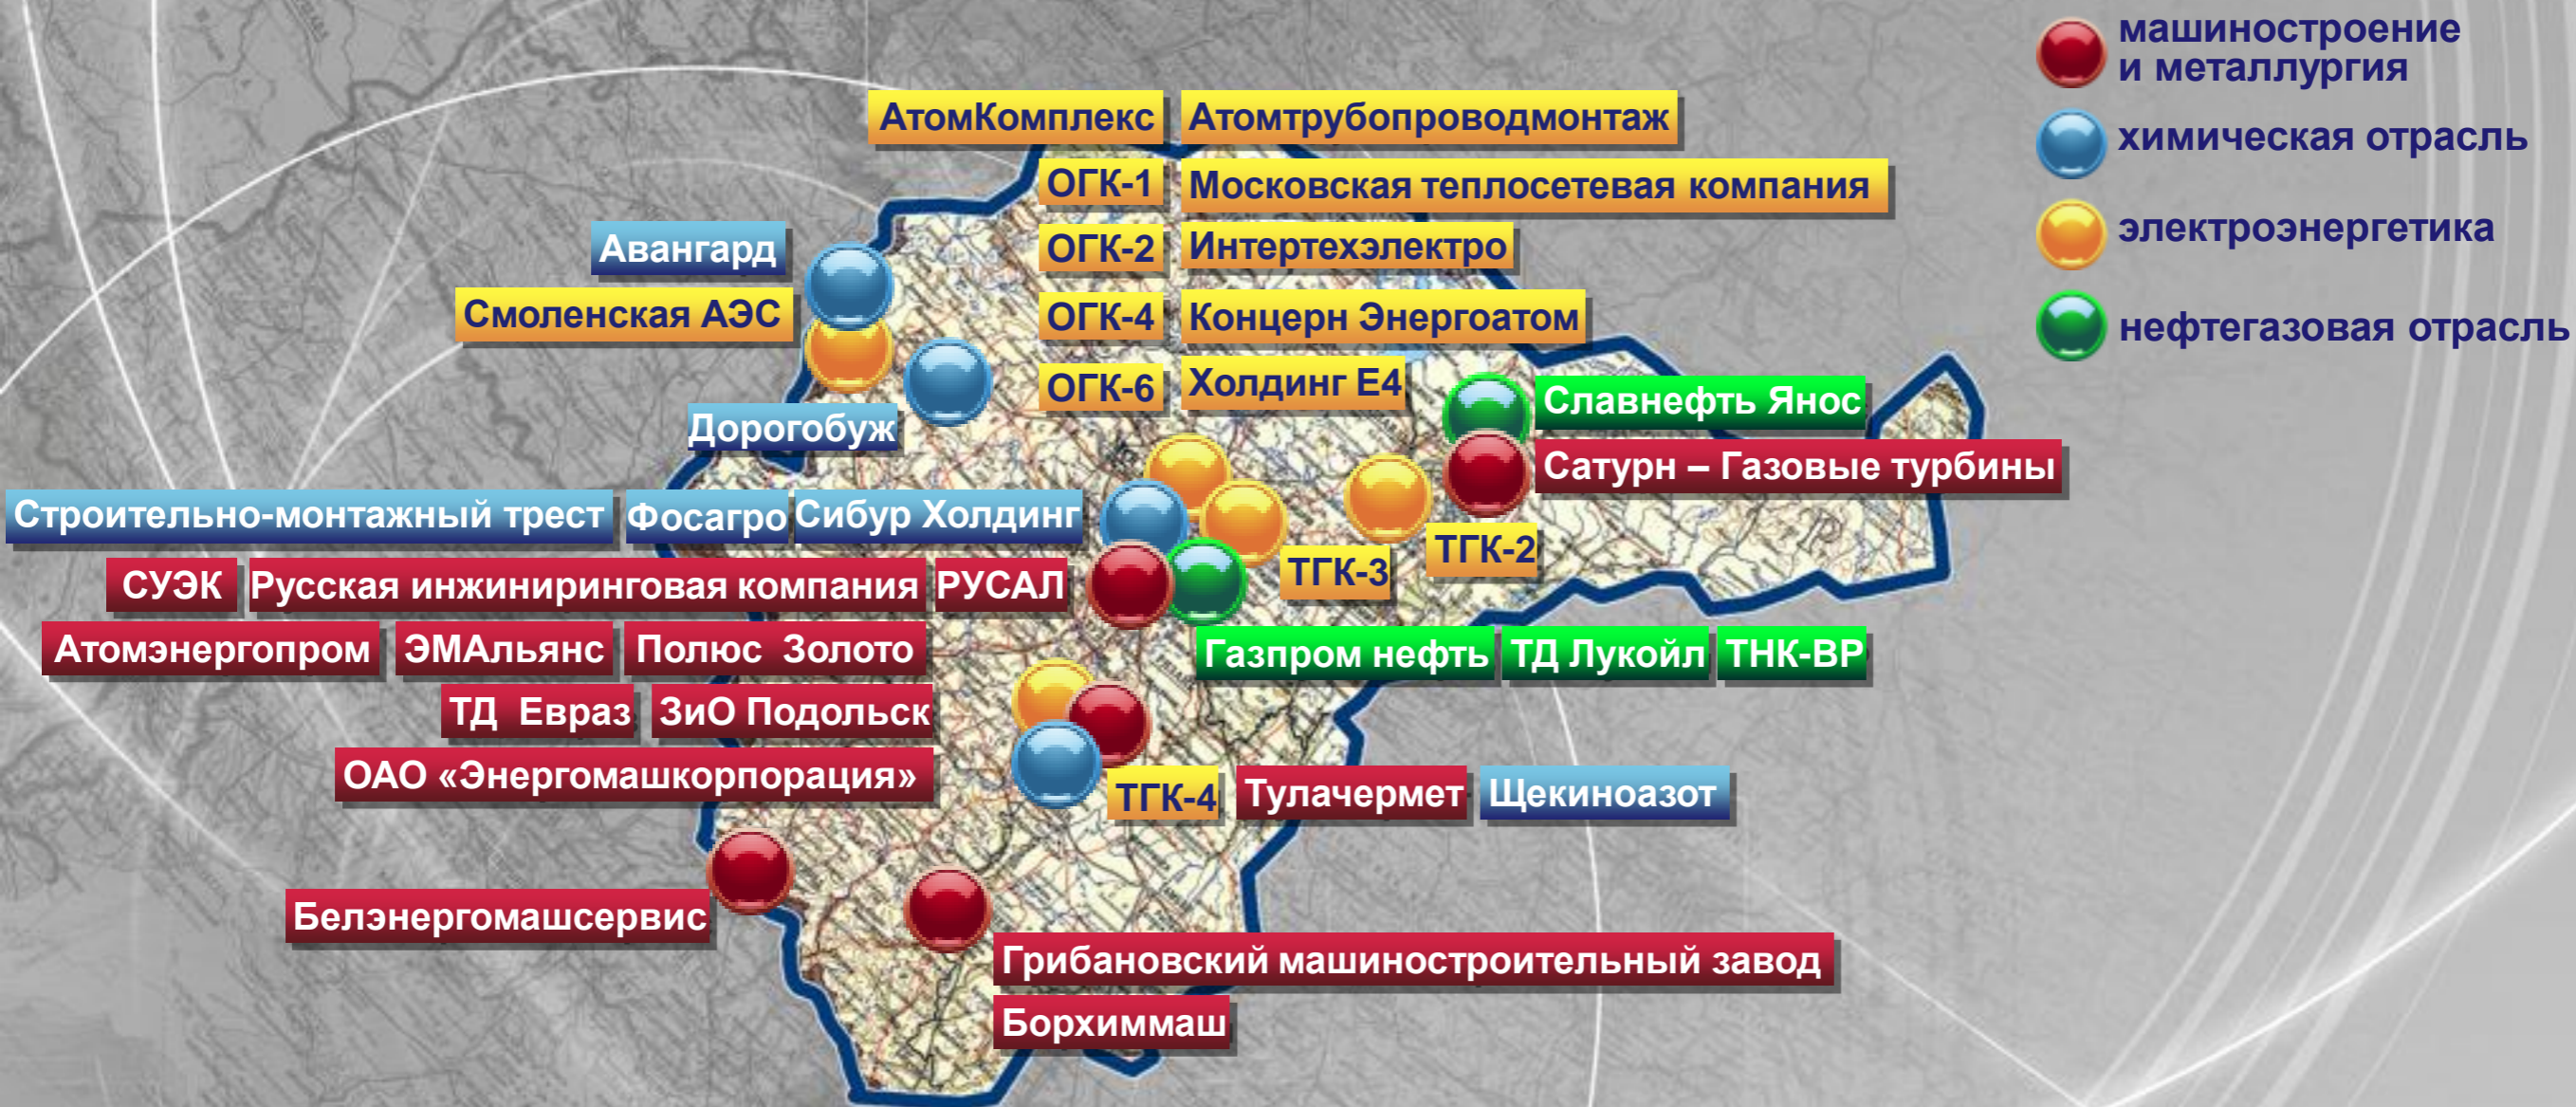 машиностроение
и металлургия
химическая отрасль
электроэнергетика
нефтегазовая отрасль
АтомКомплекс Атомтрубопроводмонтаж
ОГК-1 Московская теплосетевая компания
ОГК-2 Интертехэлектро
Авангард
Смоленская АЭС
ОГК-4 Концерн Энергоатом
ОГК-6 Холдинг Е4
Славнефть Янос
Дорогобуж
Сатурн – Газовые турбины
Строительно-монтажный трест Фосагро Сибур Холдинг
ТГК-2
ТГК-3
СУЭК Русская инжиниринговая компания РУСАЛ
Атомэнергопром ЭМАльянс Полюс Золото
Газпром нефть ТД Лукойл ТНК-ВР
ТД Евраз ЗиО Подольск
ОАО «Энергомашкорпорация»
ТГК-4 Тулачермет Щекиноазот
Белэнергомашсервис
Грибановский машиностроительный завод
Борхиммаш